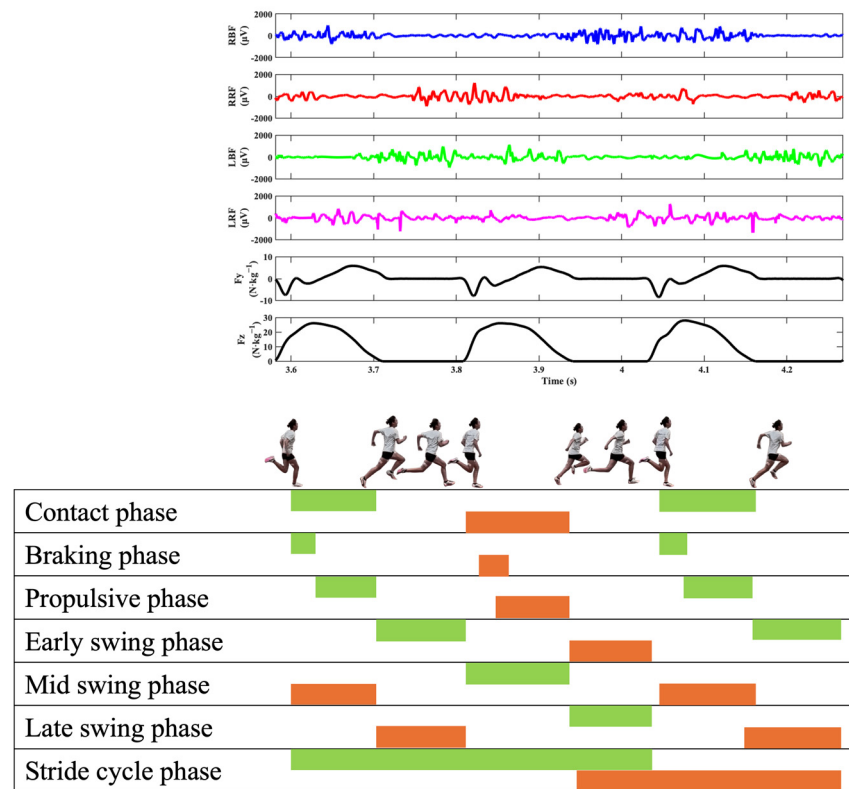 2000
0
-2000
RBF
(µV)
2000
0
-2000
RRF
(µV)
2000
0
-2000
LBF
(µV)
2000
0
-2000
LRF
(µV)
10
0
-10
Fy
(N·kg⁻¹)
30
20
10
0
Fz
(N·kg⁻¹)
3.6 3.7 3.8 3.9 4 4.1 4.2
Time (s)
Contact phase
Braking phase
Propulsive phase
Early swing phase
Mid swing phase
Late swing phase
Stride cycle phase